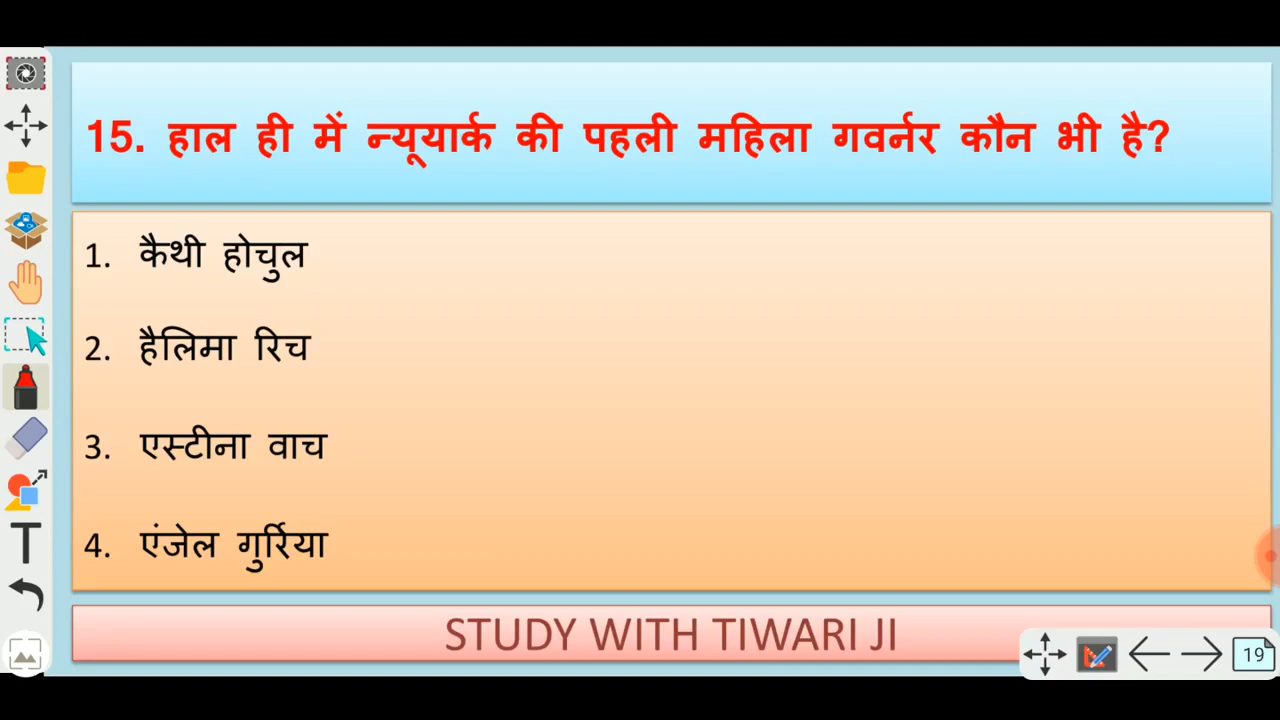 15. हाल ही में न्यूयार्क की पहली महिला गवर्नर कौन भी है?
1. कैथी होचुल
2. हैलिमा रिच
3. एस्टीना वाच
4. एंजेल गुर्रिया
STUDY WITH TIWARI JI
T
19